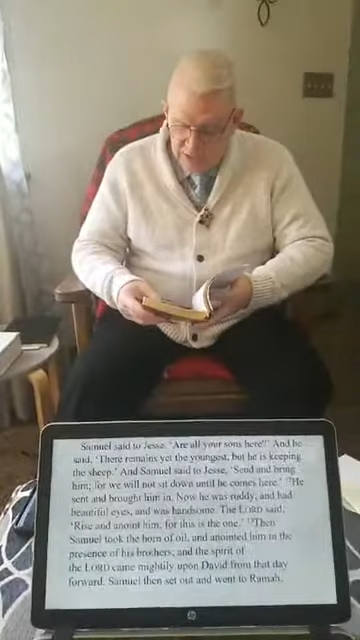 Samuel said to Jesse, 'Are all your sons here?' And he
said, 'There remains yet the youngest, but he is keeping
the sheep.' And Samuel said to Jesse, 'Send and bring
him; for we will not sit down until he comes here.' 12He
sent and brought him in. Now he was ruddy, and had
beautiful eyes, and was handsome. The LORD said,
'Rise and anoint him; for this is the one.' 13Then
Samuel took the horn of oil, and anointed him in the
presence of his brothers; and the spirit of
the LORD came mightily upon David from that day
forward. Samuel then set out and went to Ramah.
hp